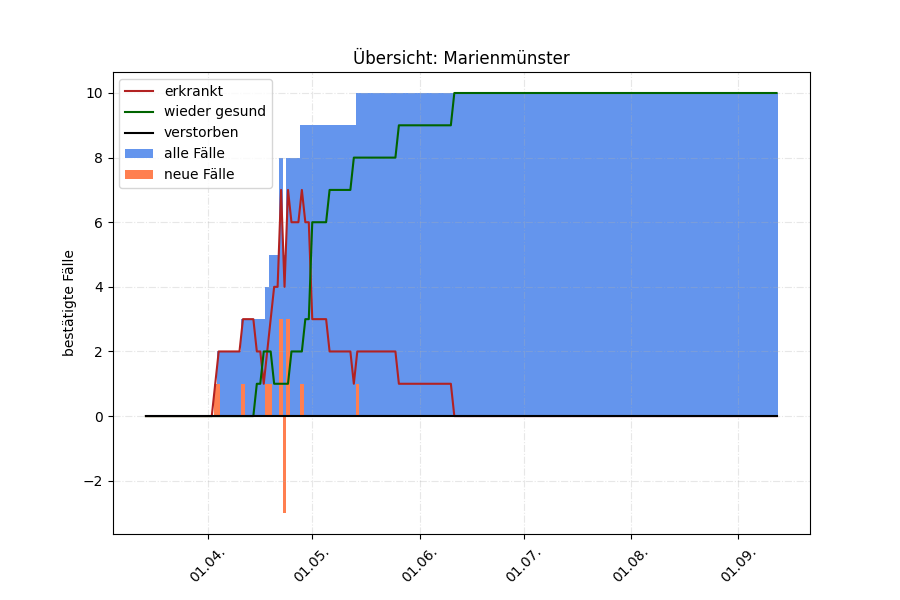 Übersicht: Marienmünster
erkrankt
wieder gesund
verstorben
alle Fälle
neue Fälle
bestätigte Fälle
10
8
6
4
2
0
−2
01.04.
01.05.
01.06.
01.07.
01.08.
01.09.